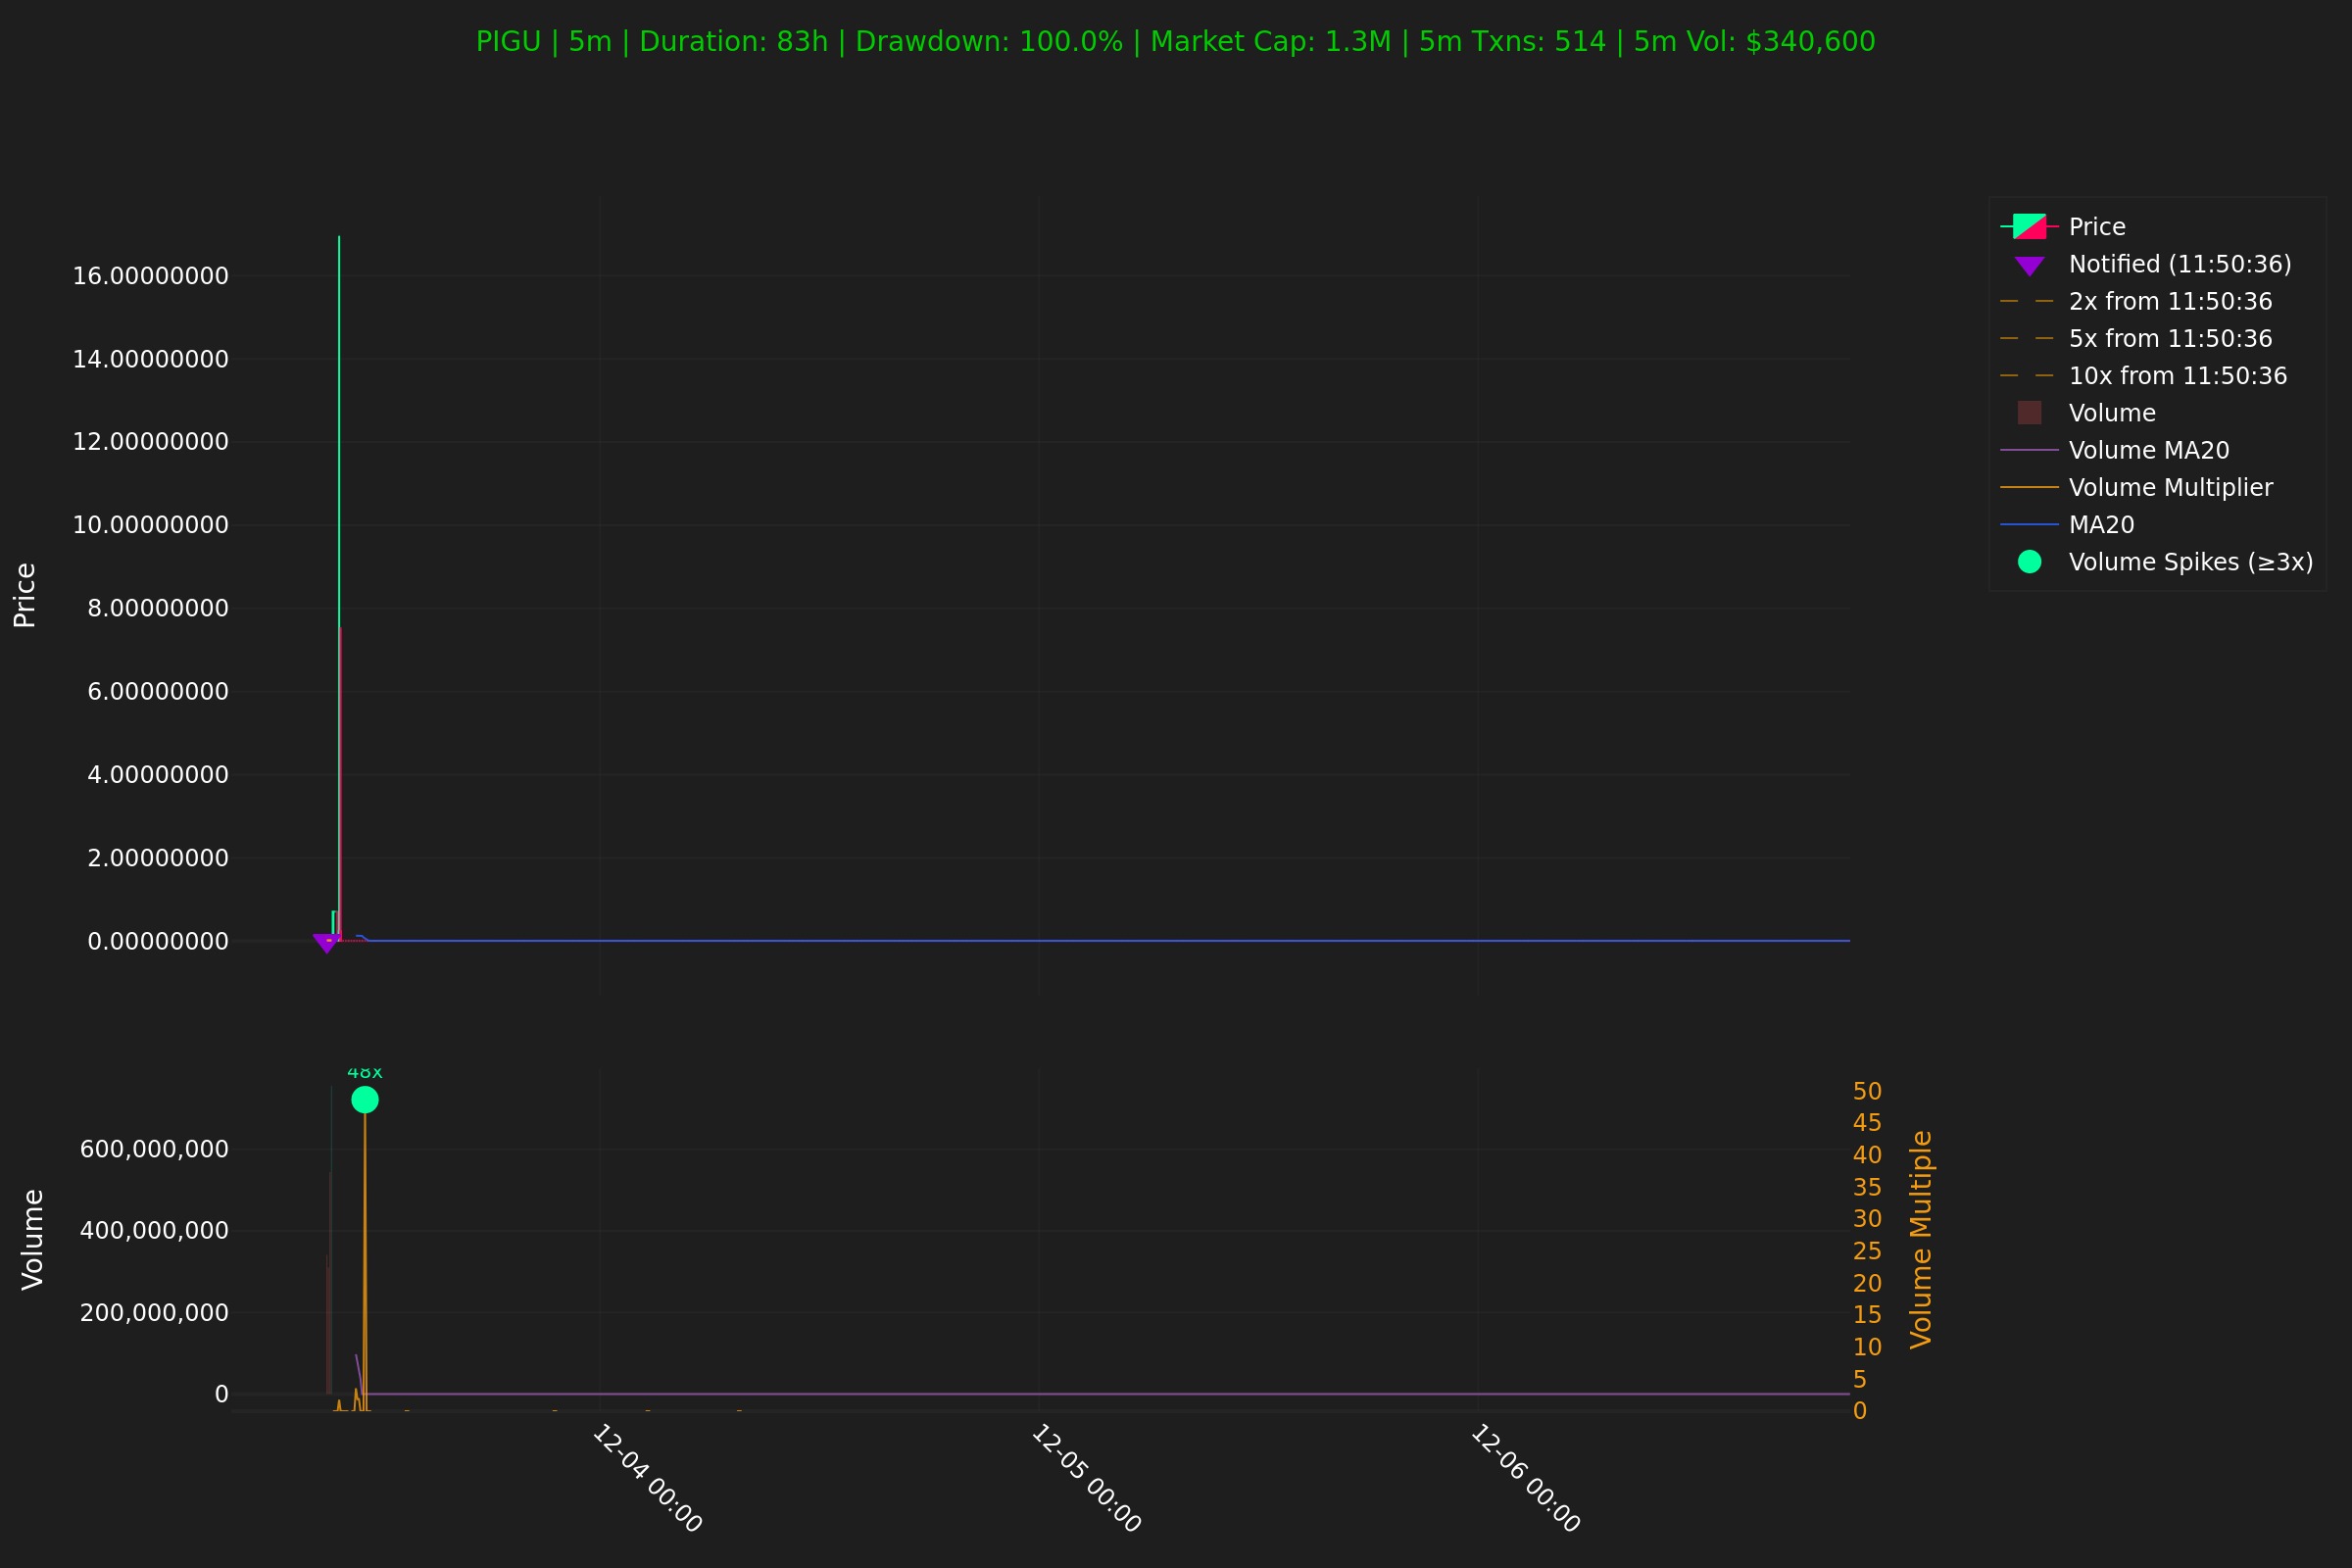 PIGU | 5m | Duration: 83h | Drawdown: 100.0% | Market Cap: 1.3M | 5m Txns: 514 | 5m Vol: $340,600
Price
16.00000000
14.00000000
12.00000000
10.00000000
8.00000000
6.00000000
4.00000000
2.00000000
0.00000000
Price
Notified (11:50:36)
2x from 11:50:36
5x from 11:50:36
10x from 11:50:36
Volume
Volume MA20
Volume Multiplier
MA20
Volume Spikes (≥3x)
Volume
600,000,000
400,000,000
200,000,000
0
48x
50
45
40
35
30
25
20
15
10
5
0
Volume Multiple
12-04 00:00
12-05 00:00
12-06 00:00